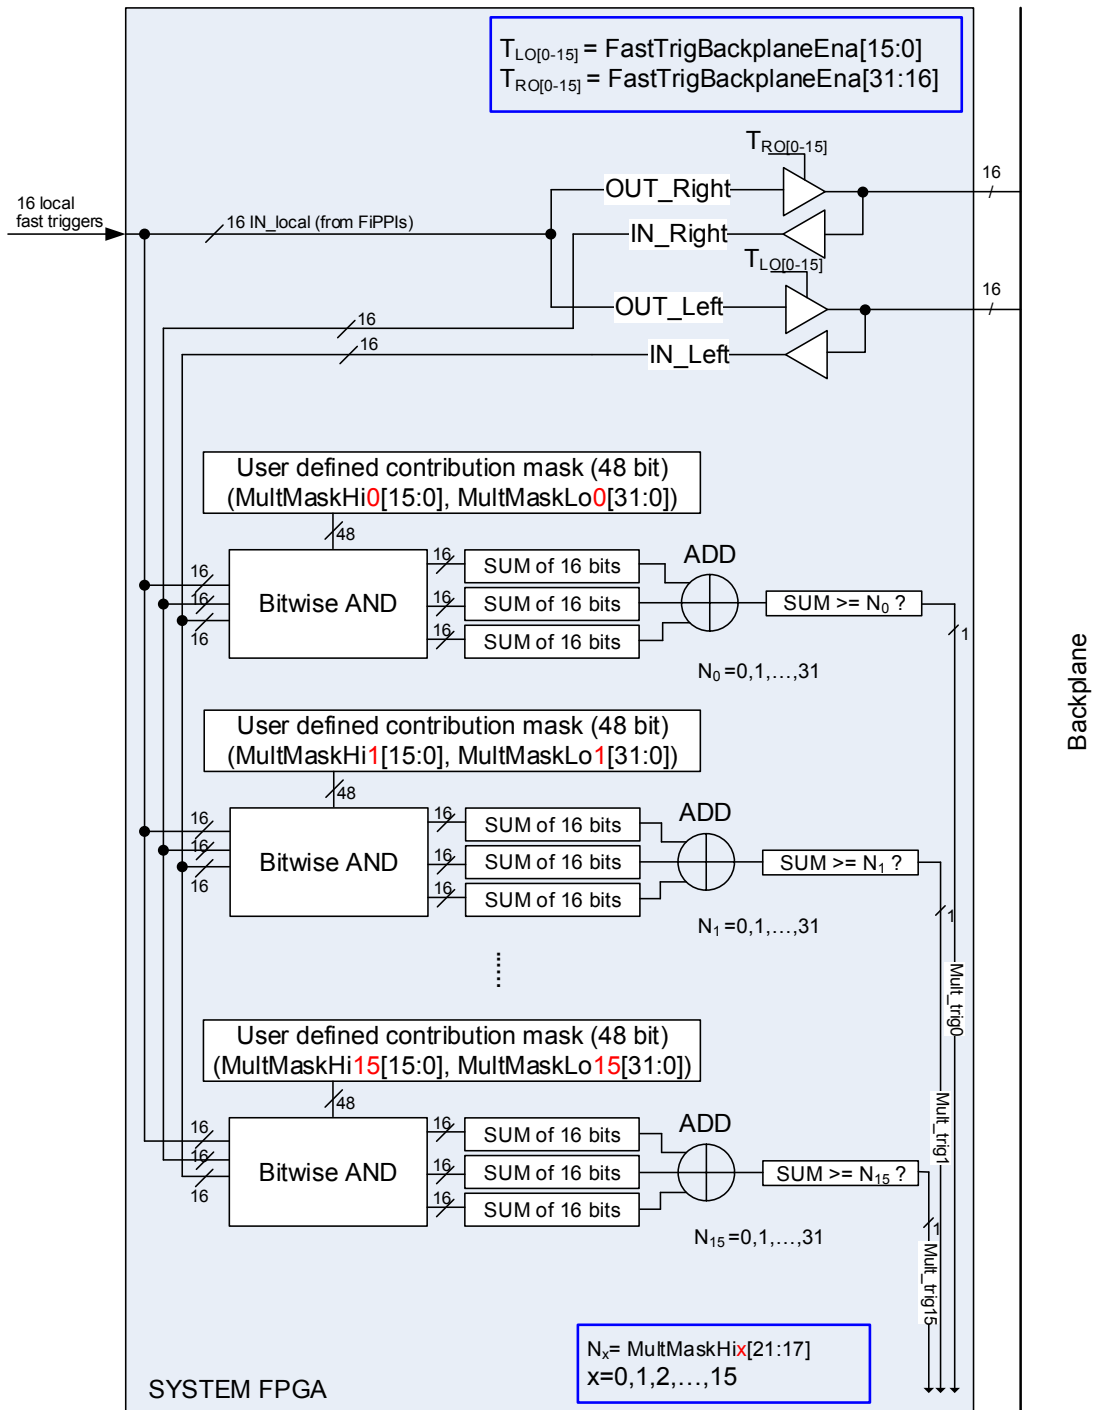 T_LO[0-15] = FastTrigBackplaneEna[15:0]
T_RO[0-15] = FastTrigBackplaneEna[31:16]
T_RO[0-15]
16
16 local
fast triggers
OUT_Right
16 IN_local (from FiPPIs)
IN_Right
T_LO[0-15]
16
OUT_Left
16
16
IN_Left
User defined contribution mask (48 bit)
(MultMaskHi0[15:0], MultMaskLo0[31:0])
48
16
16
16
Bitwise AND
16
16
16
SUM of 16 bits
SUM of 16 bits
SUM of 16 bits
ADD
SUM >= N0 ?
1
N0 =0,1,…,31
Backplane
User defined contribution mask (48 bit)
(MultMaskHi1[15:0], MultMaskLo1[31:0])
48
16
16
16
Bitwise AND
16
16
16
SUM of 16 bits
SUM of 16 bits
SUM of 16 bits
ADD
SUM >= N1 ?
1
N1 =0,1,…,31
Mult_trig0
......
User defined contribution mask (48 bit)
(MultMaskHi15[15:0], MultMaskLo15[31:0])
48
16
16
16
Bitwise AND
16
16
16
SUM of 16 bits
SUM of 16 bits
SUM of 16 bits
ADD
SUM >= N15 ?
Mult_trig1
1
N15 =0,1,…,31
Mult_trig15
Nx= MultMaskHix[21:17]
x=0,1,2,…,15
SYSTEM FPGA